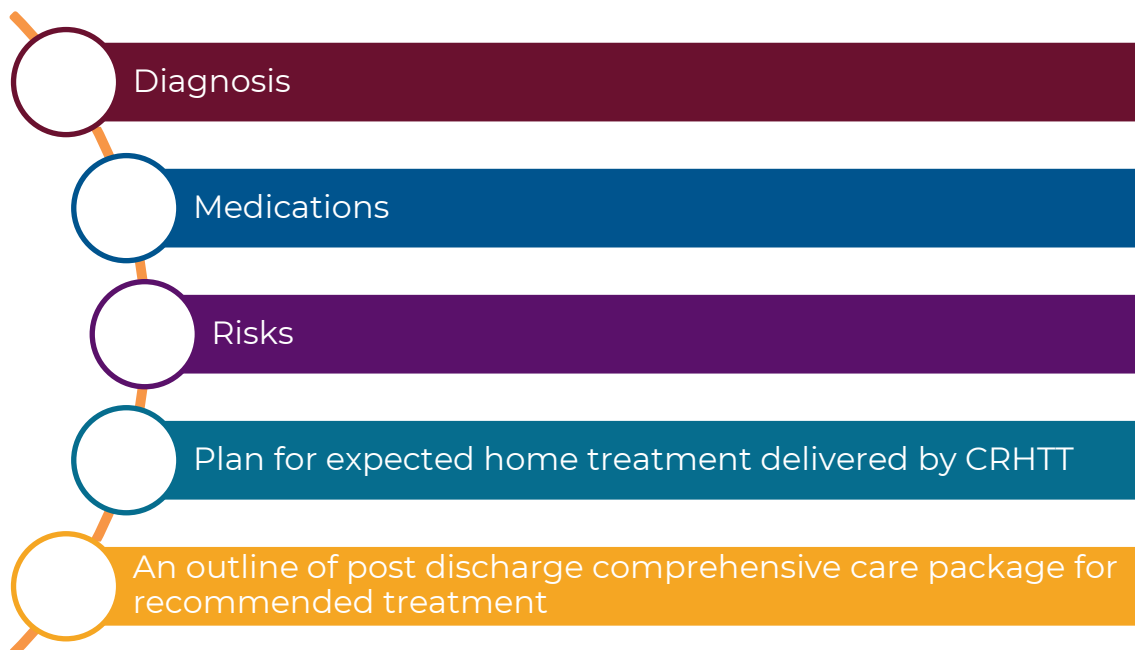 Diagnosis
Medications
Risks
Plan for expected home treatment delivered by CRHTT
An outline of post discharge comprehensive care package for
recommended treatment